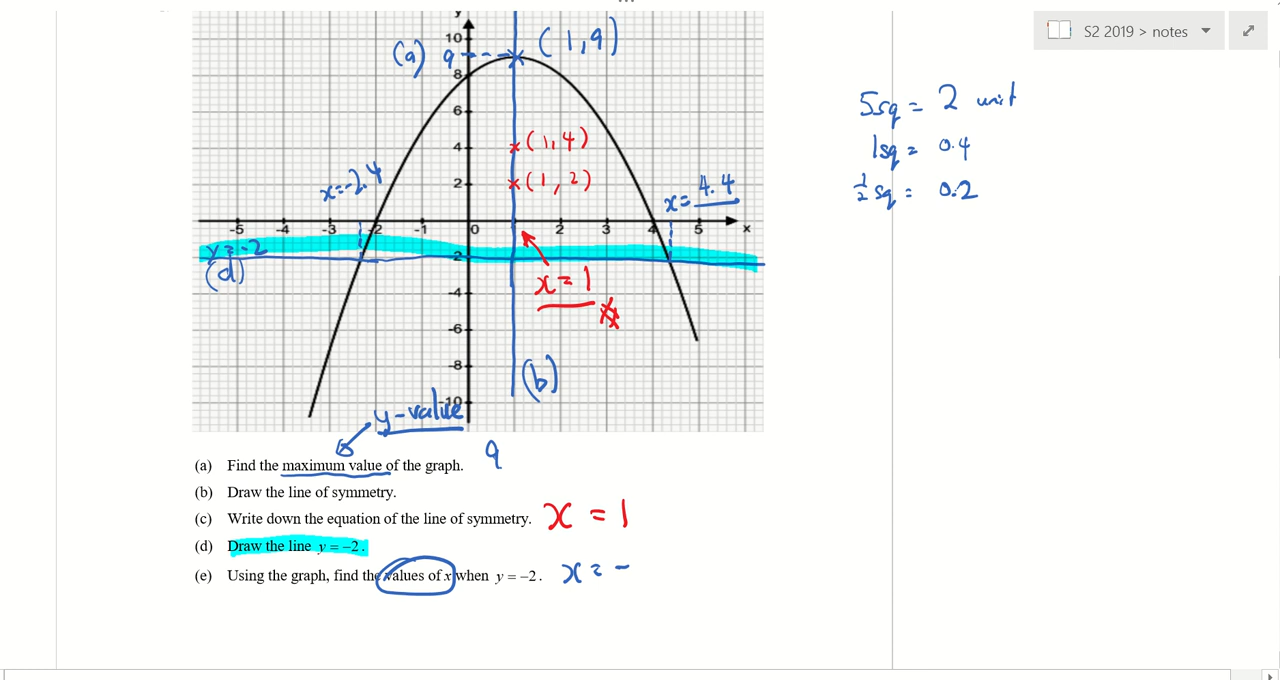 S2 2019 > notes
y
(a) 9 (1,9)
10
8
6
4
2
(1,4)
(1, 2)
x=-2.4
x= 4.4
-5 -4 -3 -2 -1 0 1 2 3 4 5 x
y = -2
(d)
-2
-4
-6
-8
-10
x = 1
(b)
y-value
5sq = 2 unit
1sq = 0.4
1/2 sq = 0.2
(a) Find the maximum value of the graph. 9
(b) Draw the line of symmetry.
(c) Write down the equation of the line of symmetry. x = 1
(d) Draw the line y = −2.
(e) Using the graph, find the values of x when y = −2. x = -